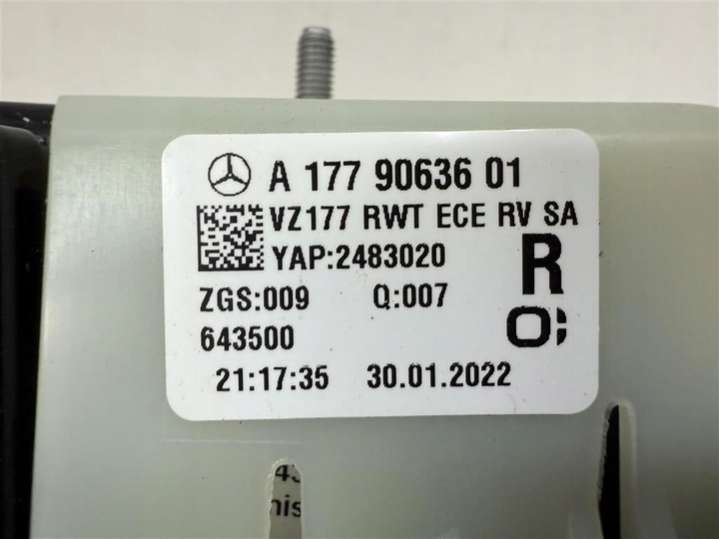 A 177 90636 01
VZ177 RWT ECE RV SA
YAP:2483020
R
ZGS:009 Q:007
643500
21:17:35 30.01.2022
nis